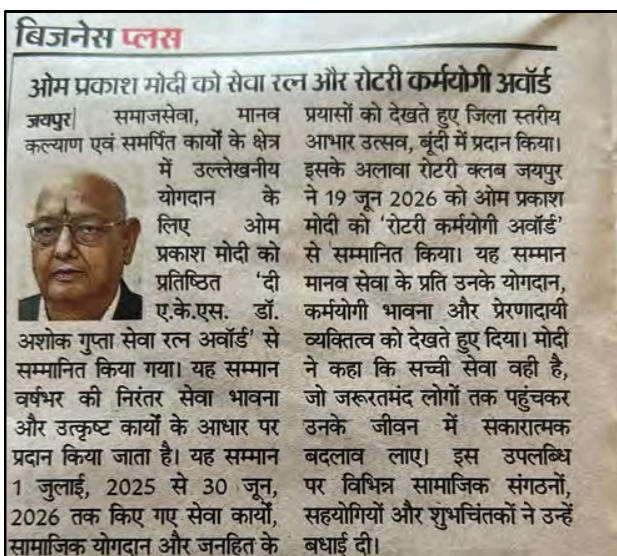 बिजनेस प्लस
ओम प्रकाश मोदी को सेवा रत्न और रोटरी कर्मयोगी अवॉर्ड
जयपुर| समाजसेवा, मानव
कल्याण एवं समर्पित कार्यों के क्षेत्र
में उल्लेखनीय
योगदान के
लिए ओम
प्रकाश मोदी को
प्रतिष्ठित 'दी
ए.के.एस. डॉ.
अशोक गुप्ता सेवा रत्न अवॉर्ड' से
सम्मानित किया गया। यह सम्मान
वर्षभर की निरंतर सेवा भावना
और उत्कृष्ट कार्यों के आधार पर
प्रदान किया जाता है। यह सम्मान
1 जुलाई, 2025 से 30 जून,
2026 तक किए गए सेवा कार्यों,
सामाजिक योगदान और जनहित के
प्रयासों को देखते हुए जिला स्तरीय
आभार उत्सव, बूंदी में प्रदान किया।
इसके अलावा रोटरी क्लब जयपुर
ने 19 जून 2026 को ओम प्रकाश
मोदी को 'रोटरी कर्मयोगी अवॉर्ड'
से सम्मानित किया। यह सम्मान
मानव सेवा के प्रति उनके योगदान,
कर्मयोगी भावना और प्रेरणादायी
व्यक्तित्व को देखते हुए दिया। मोदी
ने कहा कि सच्ची सेवा वही है,
जो जरूरतमंद लोगों तक पहुंचकर
उनके जीवन में सकारात्मक
बदलाव लाए। इस उपलब्धि
पर विभिन्न सामाजिक संगठनों,
सहयोगियों और शुभचिंतकों ने उन्हें
बधाई दी।